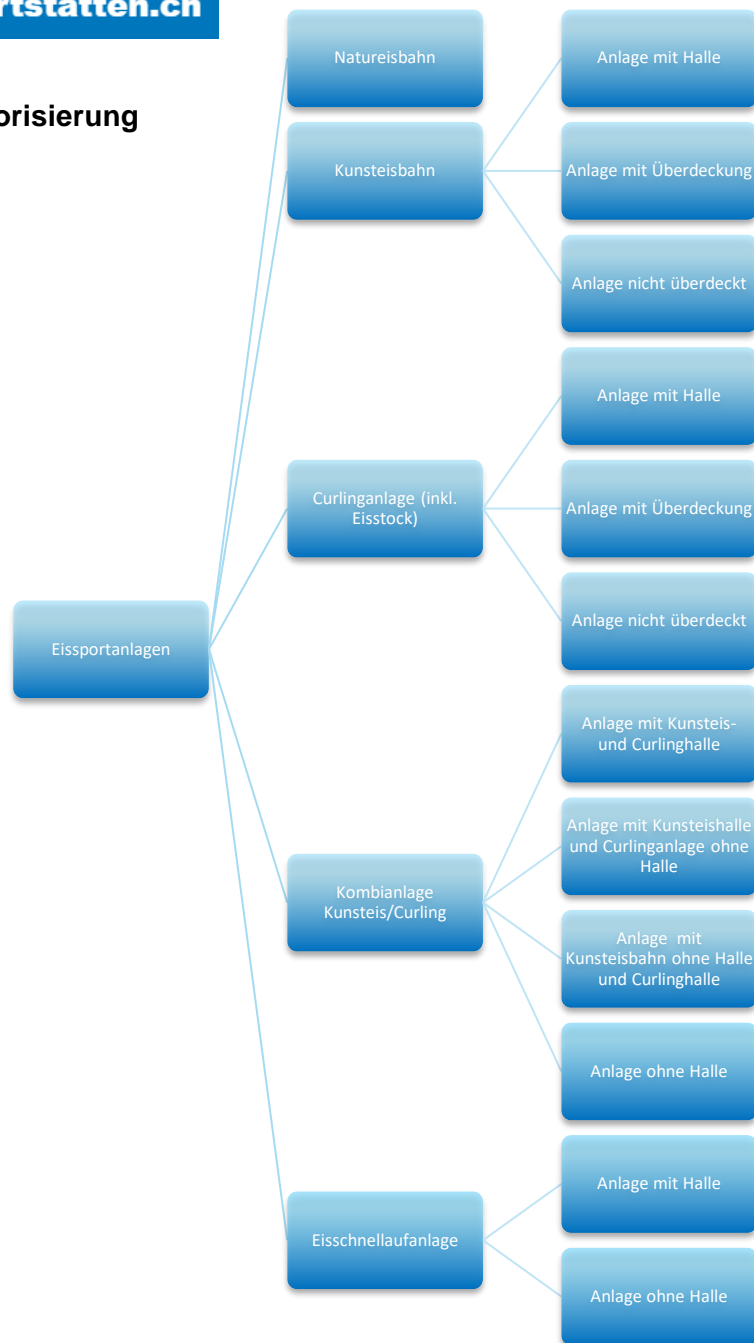 rtstätten.ch
orisierung
Natureisbahn
Anlage mit Halle
Kunsteisbahn
Anlage mit Überdeckung
Anlage nicht überdeckt
Anlage mit Halle
Curlinganlage (inkl.
Eisstock)
Anlage mit Überdeckung
Anlage nicht überdeckt
Eissportanlagen
Anlage mit Kunsteis-
und Curlinghalle
Anlage mit Kunsteishalle
und Curlinganlage ohne
Halle
Kombianlage
Kunsteis/Curling
Anlage mit
Kunsteisbahn ohne Halle
und Curlinghalle
Anlage ohne Halle
Anlage mit Halle
Eisschnellaufanlage
Anlage ohne Halle